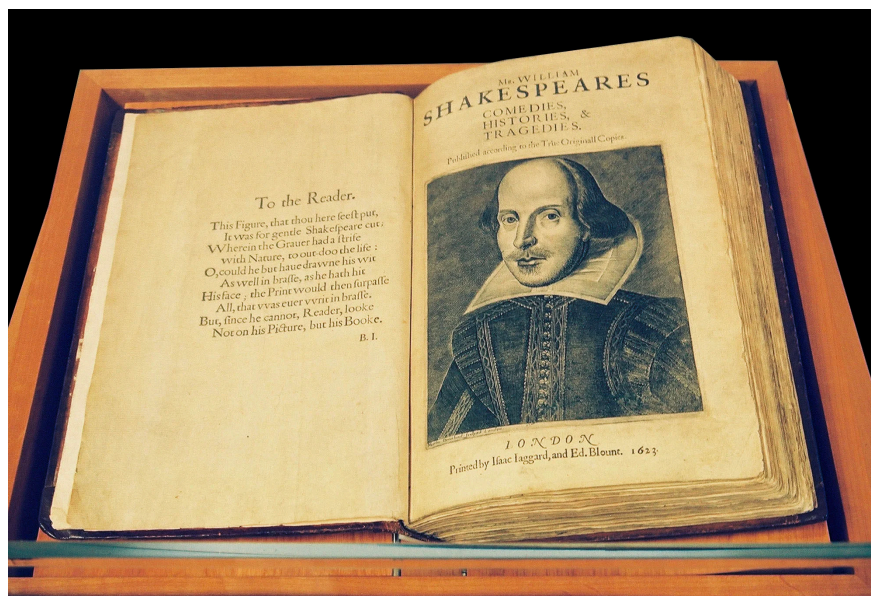 To the Reader.
This Figure, that thou here seeſt put,
It was for gentle Shakeſpeare cut:
Wherein the Grauer had a ſtrife
with Nature, to out-doo the life :
O, could he but haue drawne his wit
As well in braſſe, as he hath hit
His face ; the Print would then ſurpaſſe
All, that vvas euer vvrit in braſſe.
But, ſince he cannot, Reader, looke
Not on his Picture, but his Booke.
B. I.
Mr. WILLIAM
SHAKESPEARES
COMEDIES,
HISTORIES, &
TRAGEDIES.
Published according to the True Originall Copies.
LONDON
Printed by Iſaac Iaggard, and Ed. Blount. 1623.